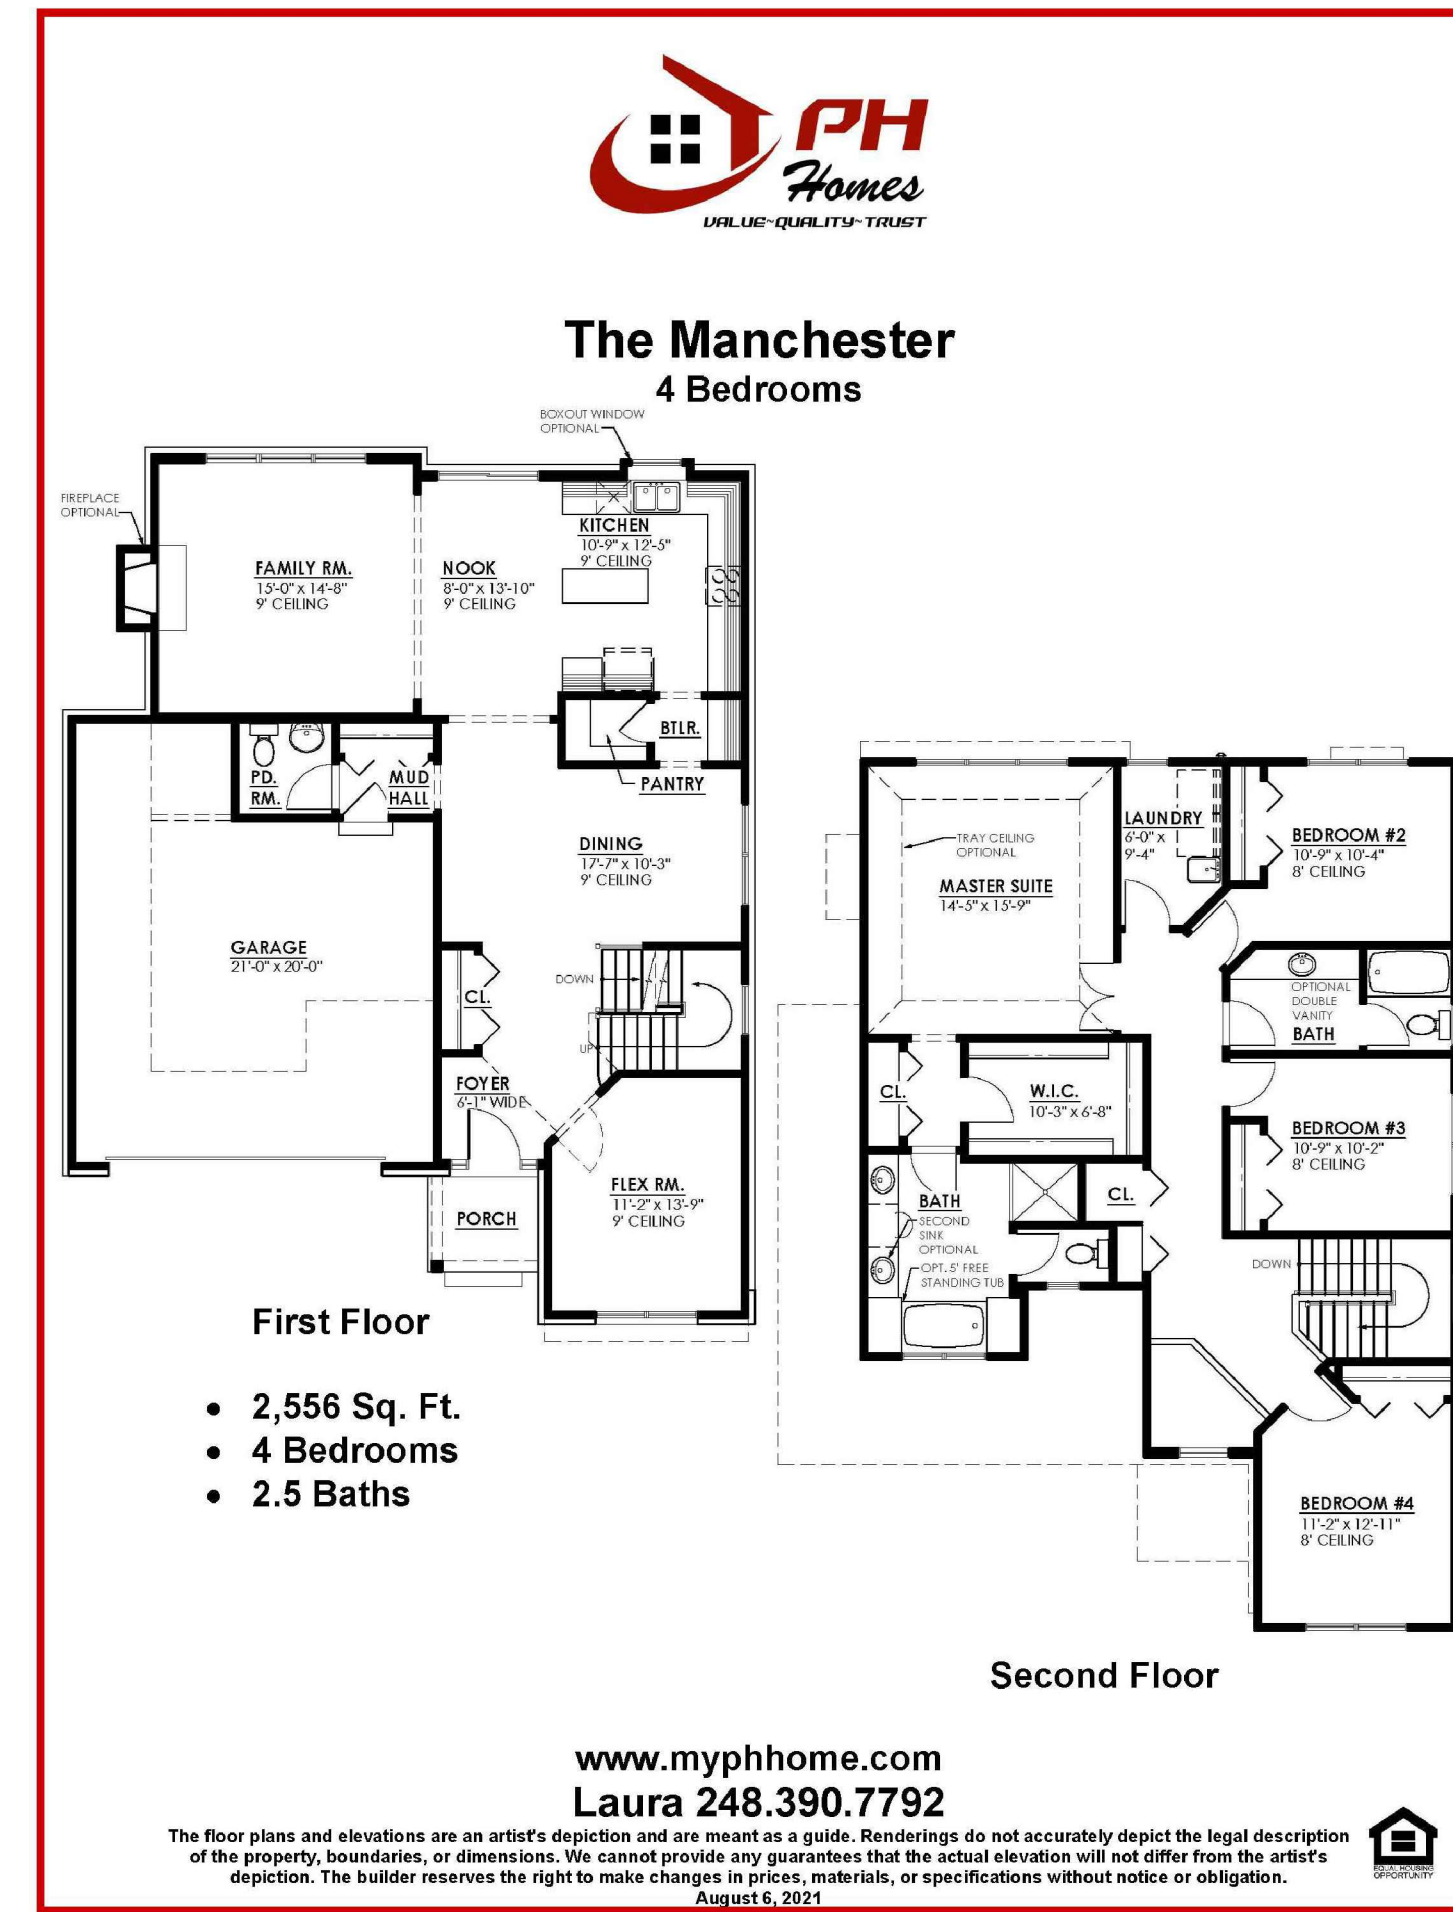 PH
Homes
VALUE~QUALITY~TRUST
The Manchester
4 Bedrooms
BOXOUT WINDOW
OPTIONAL
FIREPLACE
OPTIONAL
FAMILY RM.
15'-0" x 14'-8"
9' CEILING
NOOK
8'-0" x 13'-10"
9' CEILING
KITCHEN
10'-9" x 12'-5"
9' CEILING
BTLR.
PANTRY
PD.
RM.
MUD
HALL
DINING
17'-7" x 10'-3"
9' CEILING
GARAGE
21'-0" x 20'-0"
CL.
DOWN
UP
FOYER
6'-1" WIDE
FLEX RM.
11'-2" x 13'-9"
9' CEILING
PORCH
First Floor
• 2,556 Sq. Ft.
• 4 Bedrooms
• 2.5 Baths
TRAY CEILING
OPTIONAL
MASTER SUITE
14'-5" x 15'-9"
LAUNDRY
6'-0" x
9'-4"
BEDROOM #2
10'-9" x 10'-4"
8' CEILING
OPTIONAL
DOUBLE
VANITY
BATH
CL.
W.I.C.
10'-3" x 6'-8"
BEDROOM #3
10'-9" x 10'-2"
8' CEILING
BATH
SECOND
SINK
OPTIONAL
OPT. 5' FREE
STANDING TUB
CL.
DOWN
BEDROOM #4
11'-2" x 12'-11"
8' CEILING
Second Floor
www.myphhome.com
Laura 248.390.7792
The floor plans and elevations are an artist's depiction and are meant as a guide. Renderings do not accurately depict the legal description
of the property, boundaries, or dimensions. We cannot provide any guarantees that the actual elevation will not differ from the artist's
depiction. The builder reserves the right to make changes in prices, materials, or specifications without notice or obligation.
August 6, 2021
EQUAL HOUSING
OPPORTUNITY